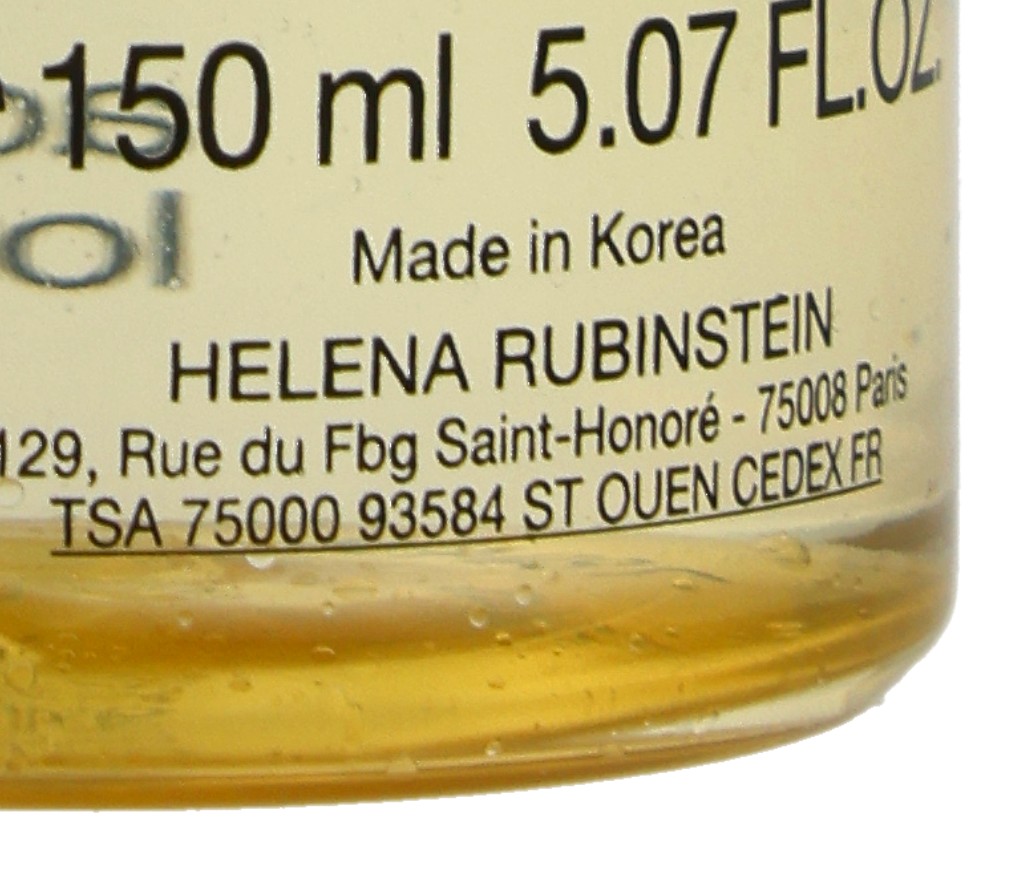 150 ml 5.07 FL.OZ.
Made in Korea
HELENA RUBINSTEIN
129, Rue du Fbg Saint-Honoré - 75008 Paris
TSA 75000 93584 ST OUEN CEDEX FR